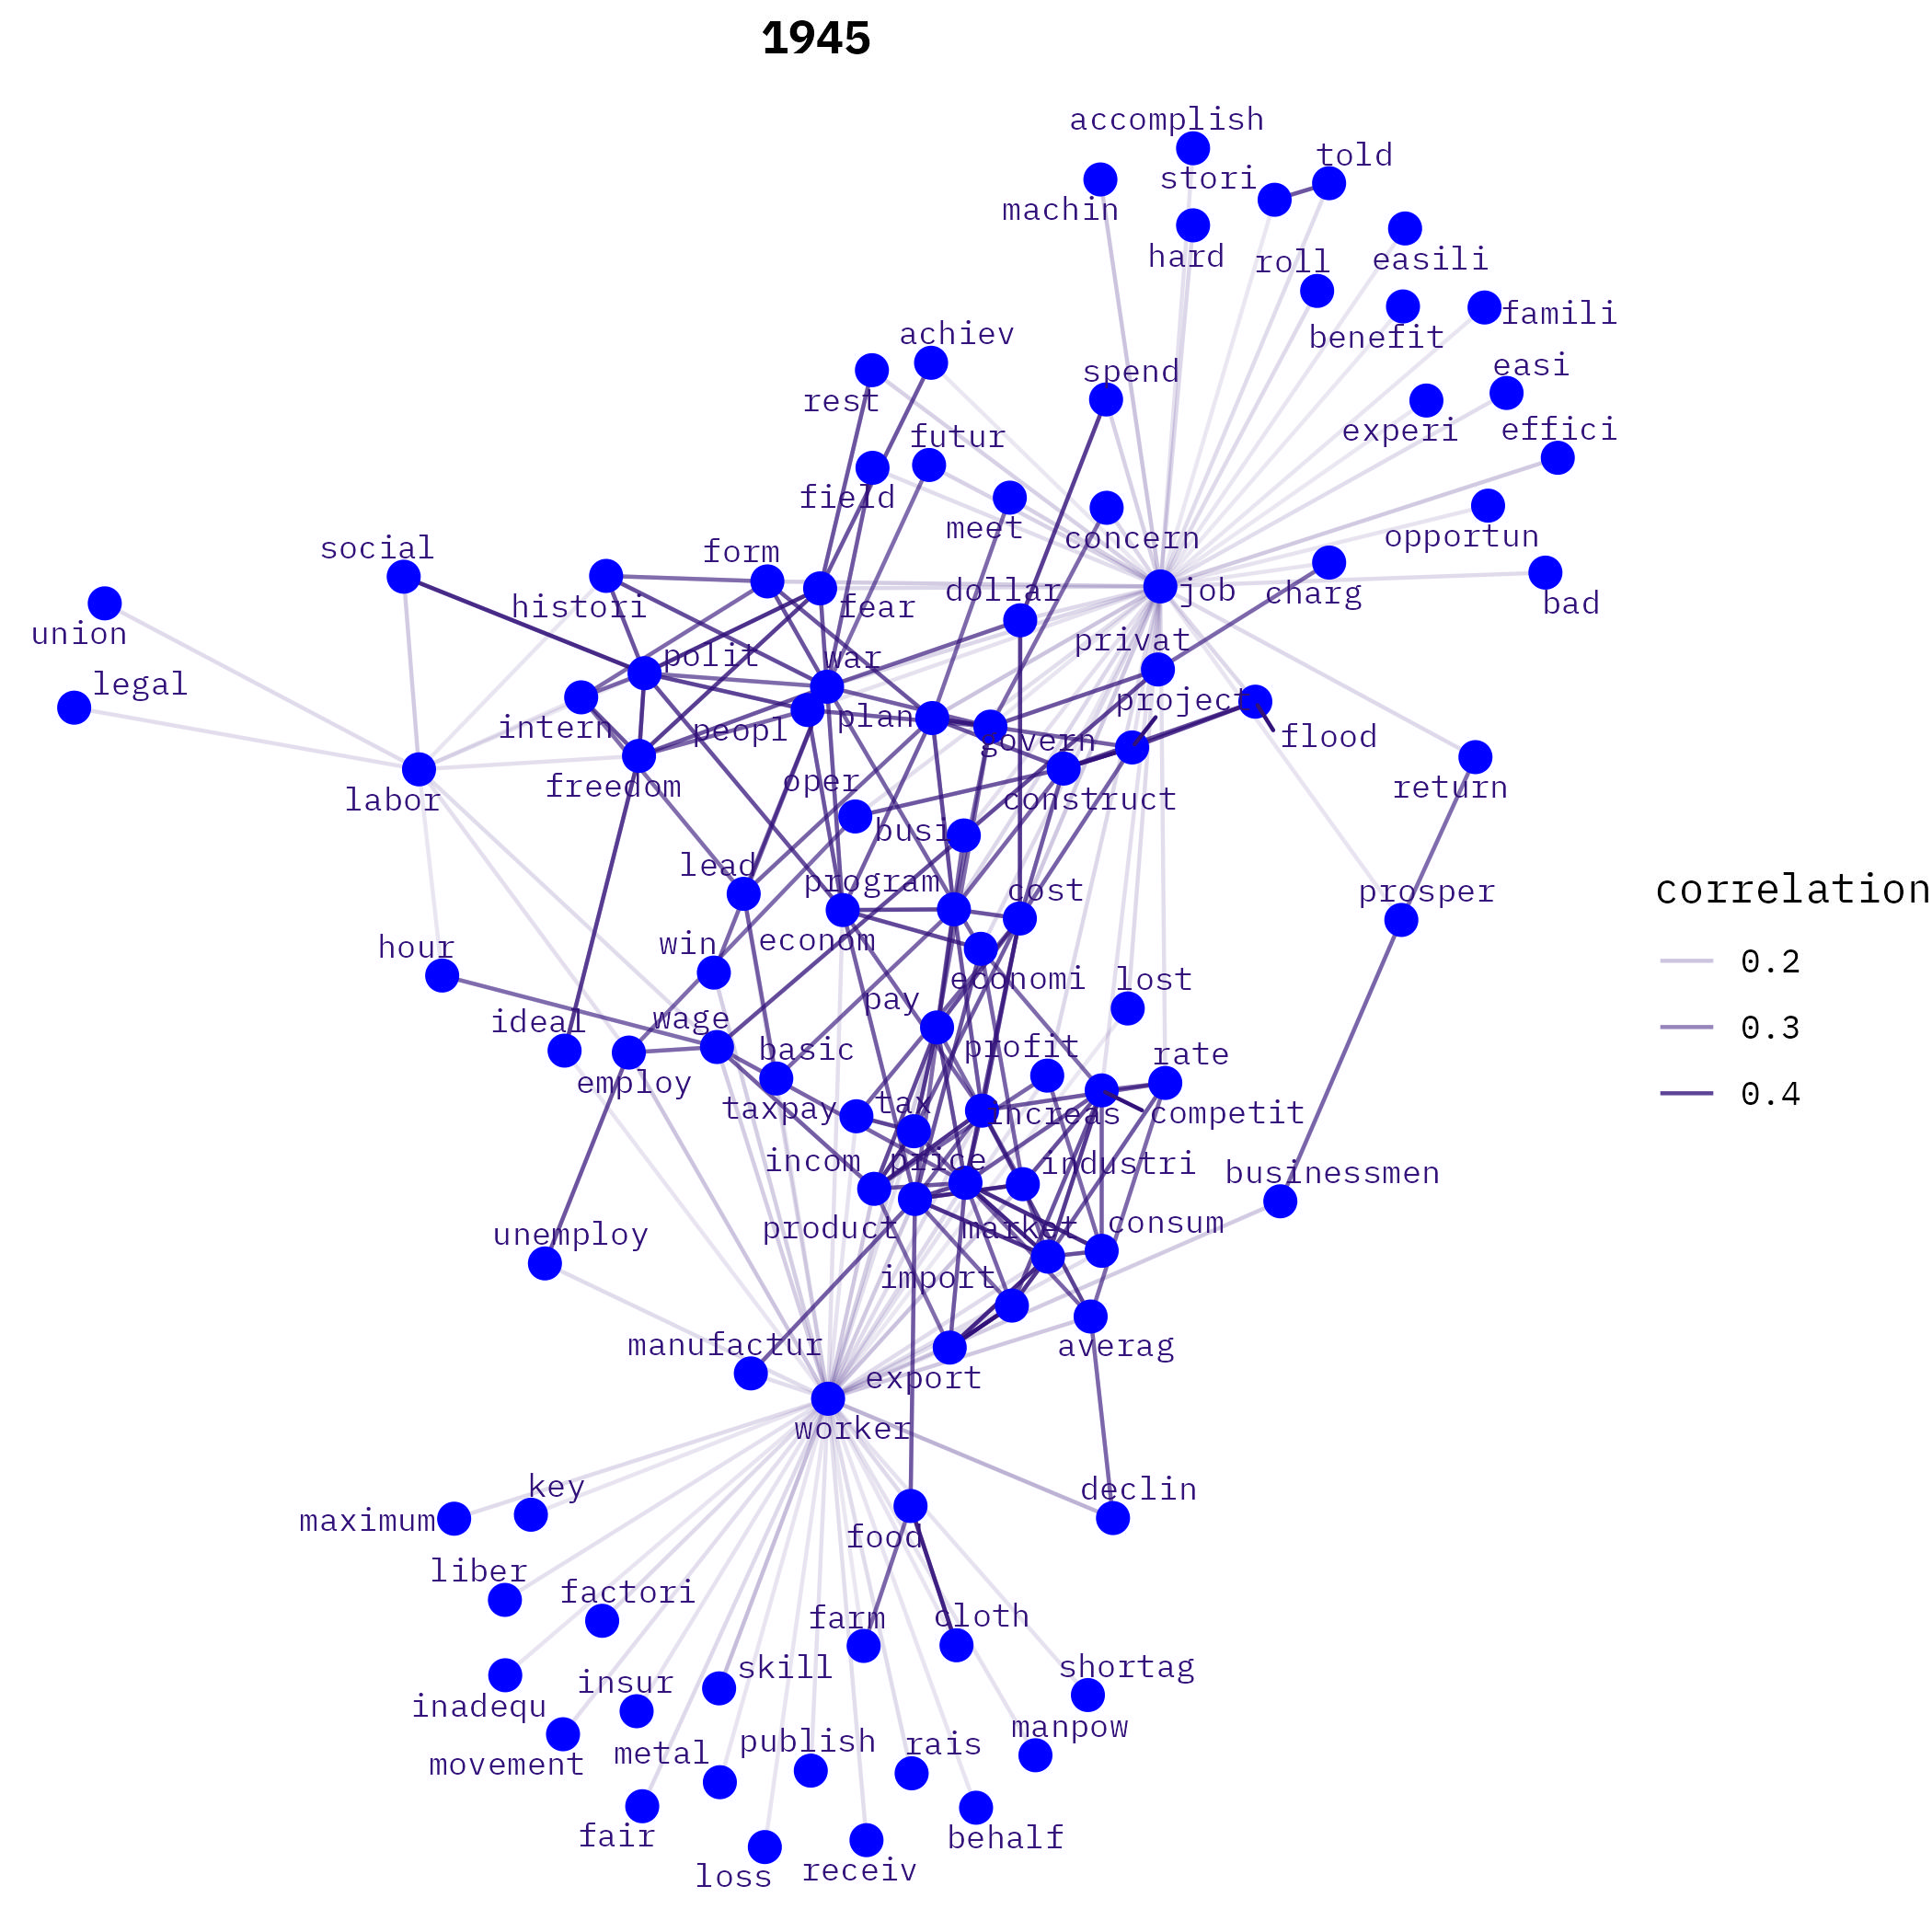 1945
accomplish
told
stori
machin
hard
roll
easili
famili
benefit
achiev
spend
easi
rest
experi
effici
futur
field
meet
concern
opportun
social
form
dollar
job
charg
bad
histori
fear
union
privat
polit
war
legal
project
intern
peopl
plan
govern
flood
freedom
oper
construct
return
labor
busi
lead
program
cost
prosper
correlation
hour
win
econom
economi
lost
0.2
pay
ideal
wage
basic
profit
rate
0.3
employ
taxpay
tax
increas
competit
0.4
incom
price
industri
businessmen
unemploy
product
market
consum
import
manufactur
averag
export
worker
key
declin
maximum
food
liber
factori
farm
cloth
skill
shortag
insur
inadequ
manpow
metal
publish
rais
movement
fair
behalf
loss
receiv